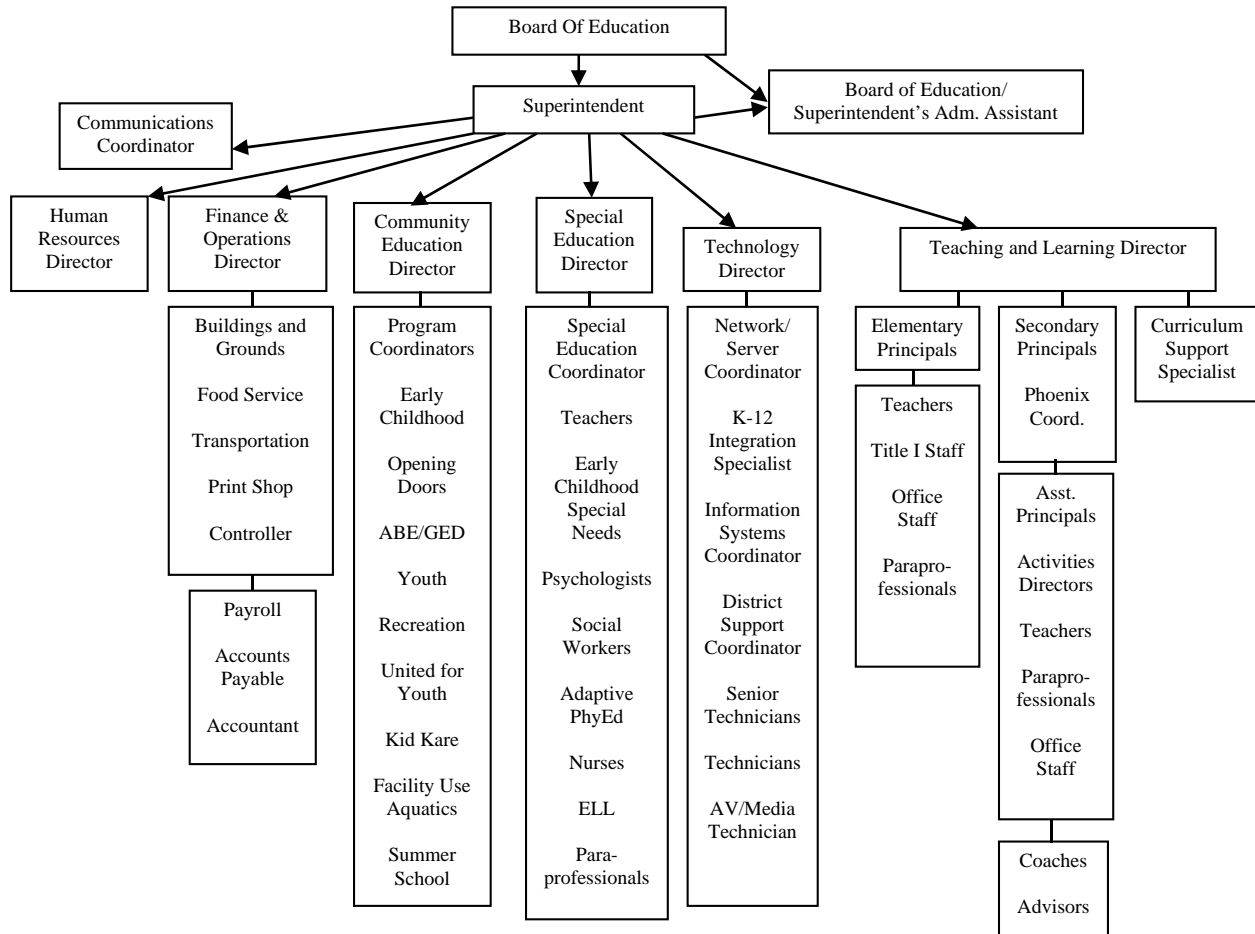 Board Of Education
Superintendent
Board of Education/
Superintendent's Adm. Assistant
Communications
Coordinator
Human
Resources
Director
Finance &
Operations
Director
Community
Education
Director
Special
Education
Director
Technology
Director
Teaching and Learning Director
Buildings and
Grounds
Food Service
Transportation
Print Shop
Controller
Payroll
Accounts
Payable
Accountant
Program
Coordinators
Early
Childhood
Opening
Doors
ABE/GED
Youth
Recreation
United for
Youth
Kid Kare
Facility Use
Aquatics
Summer
School
Special
Education
Coordinator
Teachers
Early
Childhood
Special
Needs
Psychologists
Social
Workers
Adaptive
PhyEd
Nurses
ELL
Para-
professionals
Network/
Server
Coordinator
K-12
Integration
Specialist
Information
Systems
Coordinator
District
Support
Coordinator
Senior
Technicians
Technicians
AV/Media
Technician
Elementary
Principals
Teachers
Title I Staff
Office
Staff
Parapro-
fessionals
Secondary
Principals
Phoenix
Coord.
Asst.
Principals
Activities
Directors
Teachers
Parapro-
fessionals
Office
Staff
Coaches
Advisors
Curriculum
Support
Specialist